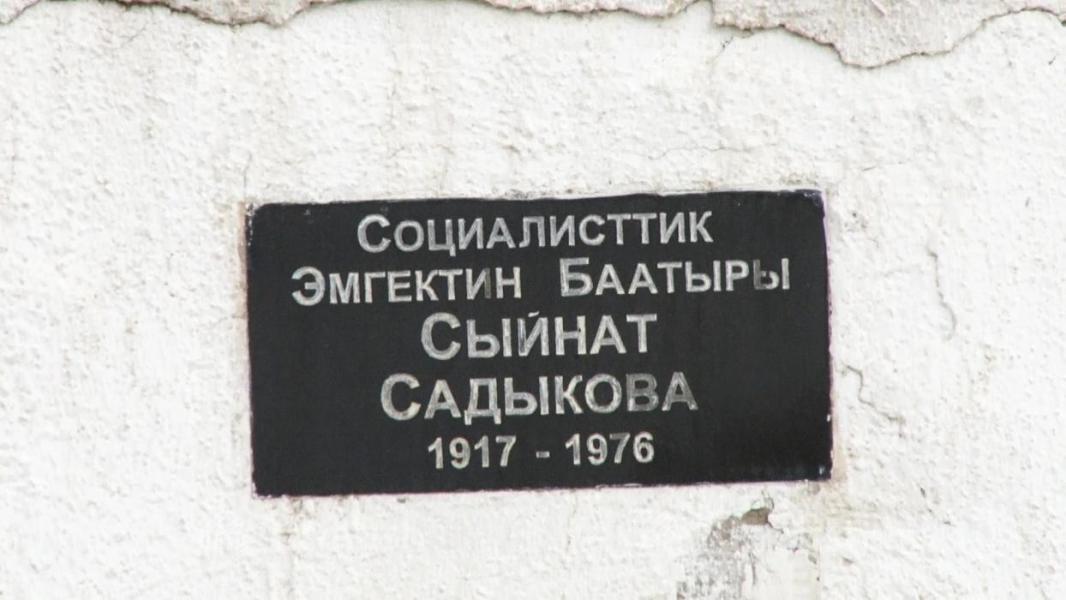 Социалисттик
Эмгектин Баатыры
Сыйнат
Садыкова
1917 - 1976